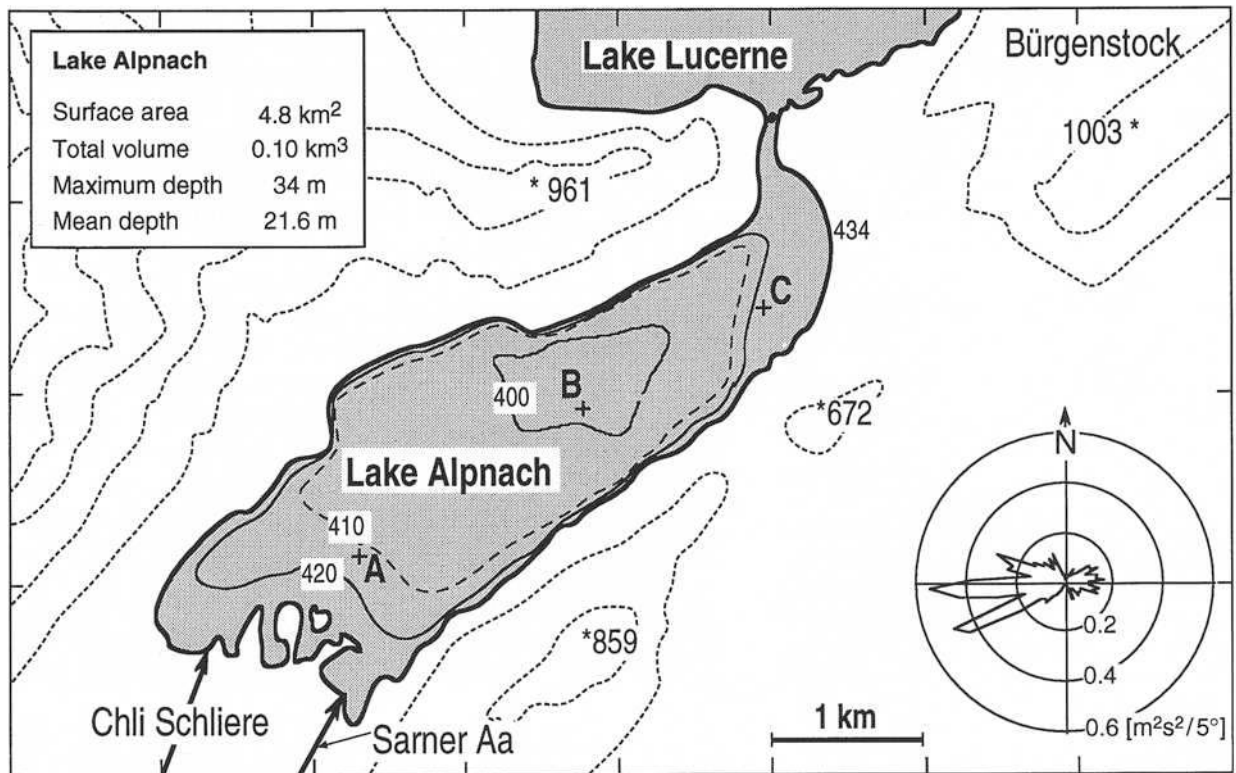 Lake Alpnach
Surface area 4.8 km²
Total volume 0.10 km³
Maximum depth 34 m
Mean depth 21.6 m
Lake Lucerne
Bürgenstock
1003 *
* 961
434
C
B
400
*672
Lake Alpnach
N
410
A
420
0.2
*859
0.4
Chli Schliere
1 km
0.6 [m²s²/5°]
Sarner Aa